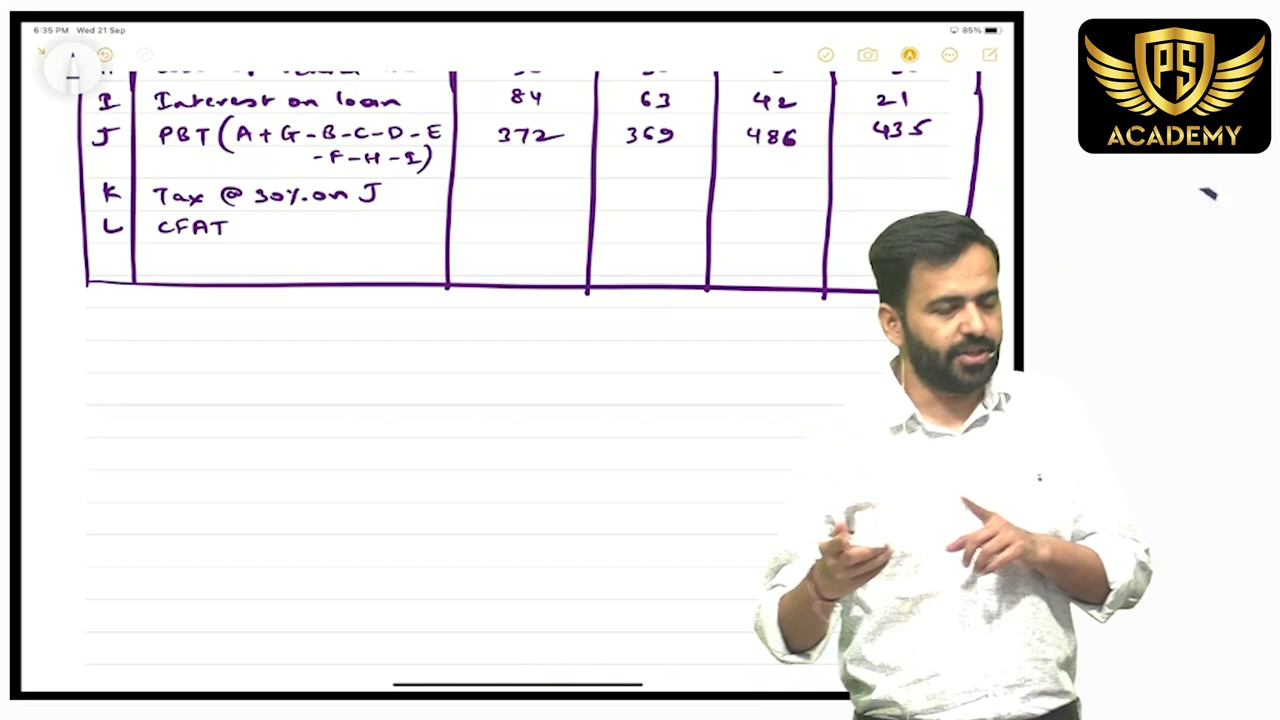 6:35 PM Wed 21 Sep
85%
PS
ACADEMY
I Interest on loan 84 63 42 21
J PBT (A+G-B-C-D-E 372 369 486 435
-F-H-I)
K Tax @ 30%. on J
L CFAT